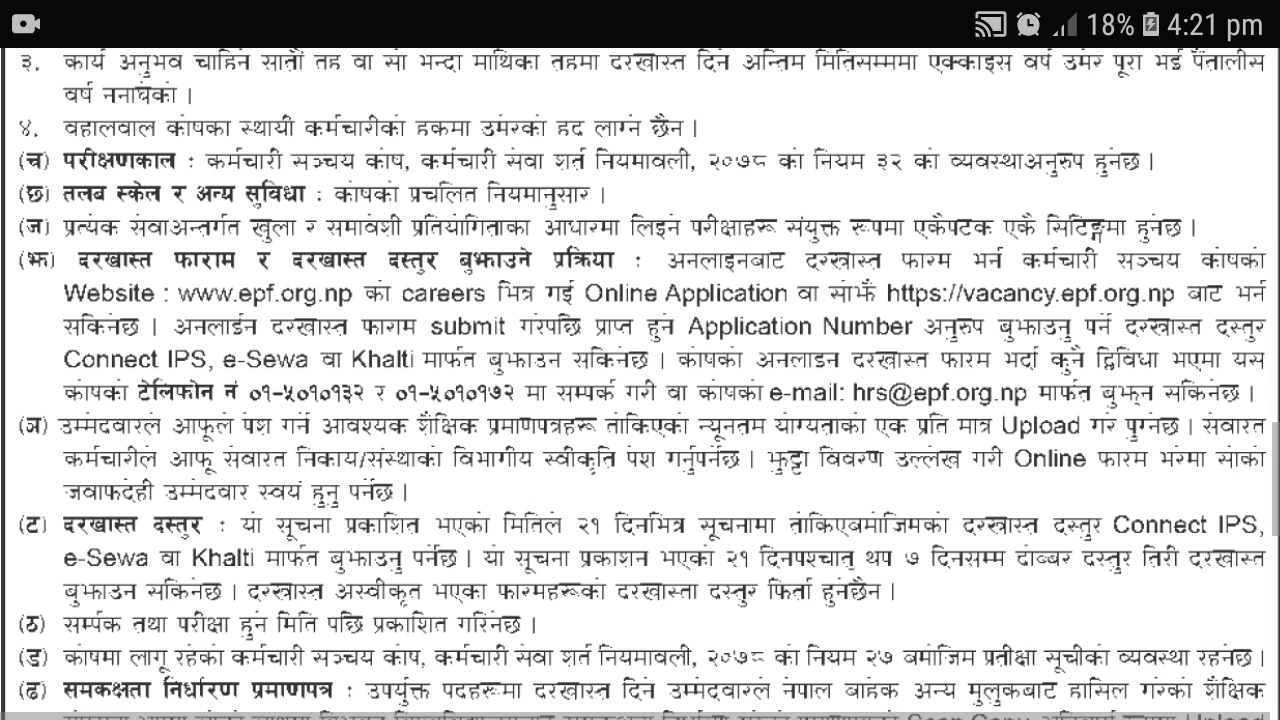 18% 4:21 pm
३. कार्य अनुभव चाहिने सातौं तह वा सो भन्दा माथिका तहमा दरखास्त दिने अन्तिम मितिसम्ममा एक्काइस वर्ष उमेर पूरा भई पैंतालीस
वर्ष ननाघेको ।
४. वहालवाल कोषका स्थायी कर्मचारीको हकमा उमेरको हद लाग्ने छैन ।
(च) परीक्षणकाल : कर्मचारी सञ्चय कोष, कर्मचारी सेवा शर्त नियमावली, २०७८ को नियम ३२ को व्यवस्थाअनुरुप हुनेछ ।
(छ) तलब स्केल र अन्य सुविधा : कोषको प्रचलित नियमानुसार ।
(ज) प्रत्येक सेवाअन्तर्गत खुला र समावेशी प्रतियोगिताका आधारमा लिइने परीक्षाहरू संयुक्त रूपमा एकैपटक एकै सिटिङ्गमा हुनेछ ।
(झ) दरखास्त फाराम र दरखास्त दस्तुर बुझाउने प्रक्रिया : अनलाइनबाट दरखास्त फारम भर्न कर्मचारी सञ्चय कोषको
Website : www.epf.org.np को careers भित्र गई Online Application वा सोझै https://vacancy.epf.org.np बाट भर्न
सकिनेछ । अनलाईन दरखास्त फाराम submit गरेपछि प्राप्त हुने Application Number अनुरुप बुझाउनु पर्ने दरखास्त दस्तुर
Connect IPS, e-Sewa वा Khalti मार्फत बुझाउन सकिनेछ । कोषको अनलाइन दरखास्त फारम भर्दा कुनै द्विविधा भएमा यस
कोषको टेलिफोन नं ०१-५०१०१३२ र ०१-५०१०१७२ मा सम्पर्क गरी वा कोषको e-mail: hrs@epf.org.np मार्फत बुझ्न सकिनेछ ।
(ञ) उम्मेदवारले आफूले पेश गर्ने आवश्यक शैक्षिक प्रमाणपत्रहरू तोकिएको न्यूनतम योग्यताको एक प्रति मात्र Upload गरे पुग्नेछ । सेवारत
कर्मचारीले आफू सेवारत निकाय/संस्थाको विभागीय स्वीकृति पेश गर्नुपर्नेछ । झुट्ठा विवरण उल्लेख गरी Online फारम भरेमा सोको
जवाफदेही उम्मेदवार स्वयं हुनु पर्नेछ ।
(ट) दरखास्त दस्तुर : यो सूचना प्रकाशित भएको मितिले २१ दिनभित्र सूचनामा तोकिएबमोजिमको दरखास्त दस्तुर Connect IPS,
e-Sewa वा Khalti मार्फत बुझाउनु पर्नेछ । यो सूचना प्रकाशन भएको २१ दिनपश्चात् थप ७ दिनसम्म दोब्बर दस्तुर तिरी दरखास्त
बुझाउन सकिनेछ । दरखास्त अस्वीकृत भएका फारमहरूको दरखास्ता दस्तुर फिर्ता हुनेछैन ।
(ठ) सर्म्पक तथा परीक्षा हुने मिति पछि प्रकाशित गरिनेछ ।
(ड) कोषमा लागू रहेको कर्मचारी सञ्चय कोष, कर्मचारी सेवा शर्त नियमावली, २०७८ को नियम २७ बमोजिम प्रतीक्षा सूचीको व्यवस्था रहनेछ ।
(ढ) समकक्षता निर्धारण प्रमाणपत्र : उपर्युक्त पदहरूमा दरखास्त दिने उम्मेदवारले नेपाल बाहेक अन्य मुलुकबाट हासिल गरेको शैक्षिक